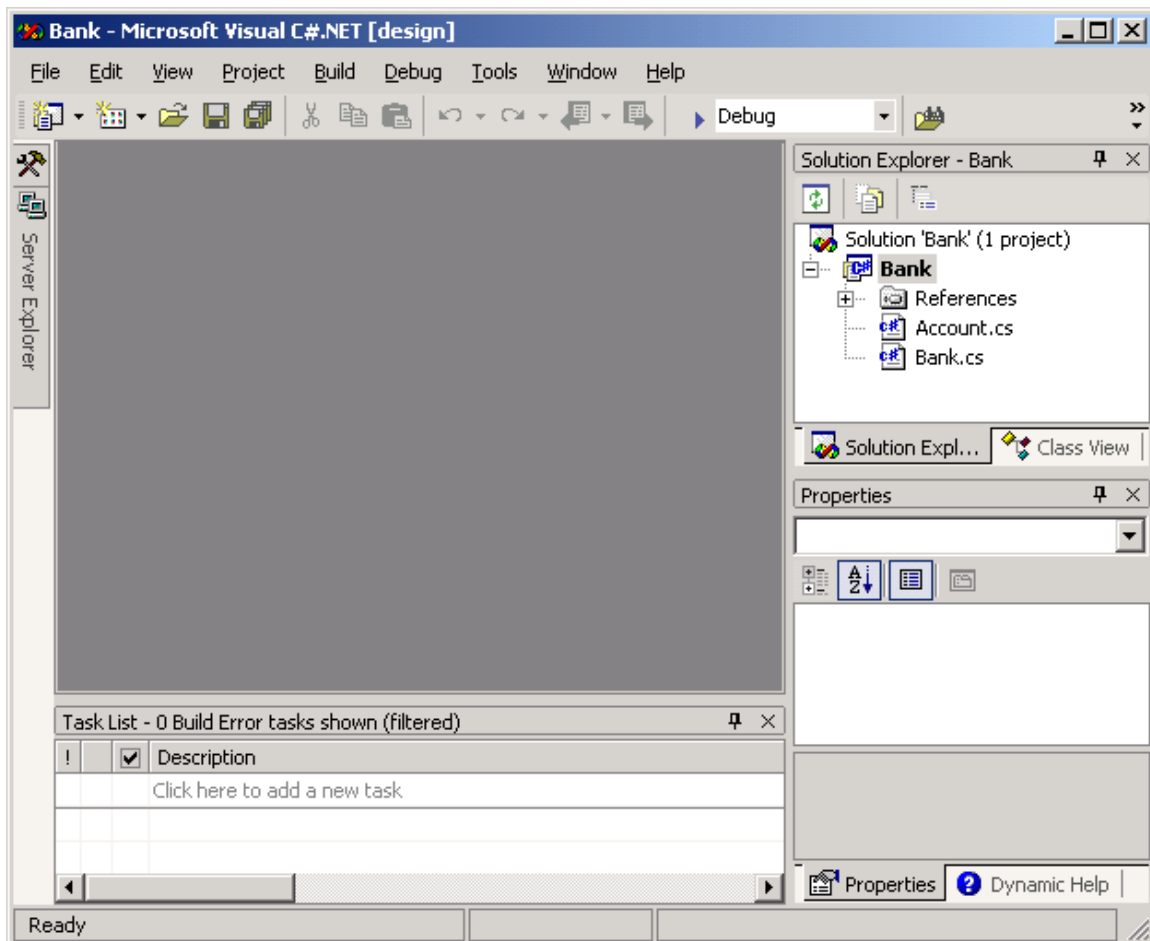 Bank - Microsoft Visual C#.NET [design]
File Edit View Project Build Debug Tools Window Help
Debug
Server Explorer
Solution Explorer - Bank
Solution 'Bank' (1 project)
Bank
References
Account.cs
Bank.cs
Solution Expl... Class View
Properties
Task List - 0 Build Error tasks shown (filtered)
! Description
Click here to add a new task
Properties Dynamic Help
Ready